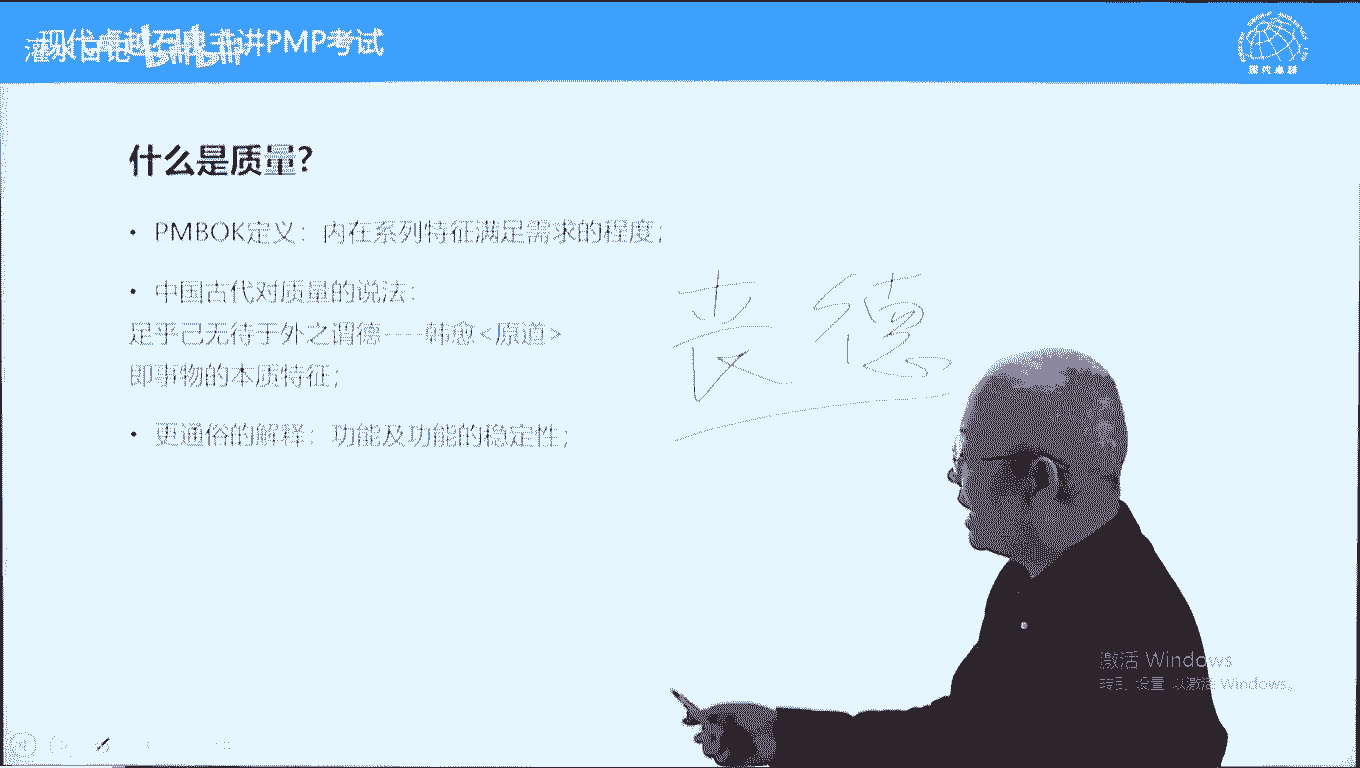 现代卓越石建主讲PMP考试
现代卓越
什么是质量?
• PMBOK定义：内在系列特征满足需求的程度；
• 中国古代对质量的说法：
足乎己无待于外之谓德----韩愈<原道>
即事物的本质特征；
• 更通俗的解释：功能及功能的稳定性；
丧德
激活 Windows
转到“设置”以激活 Windows。